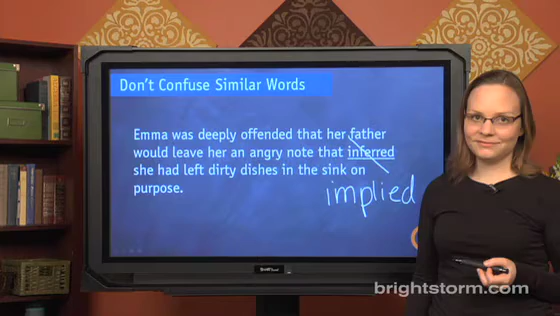 Don't Confuse Similar Words
Emma was deeply offended that her father
would leave her an angry note that inferred
she had left dirty dishes in the sink on
purpose.
implied
brightstorm.com